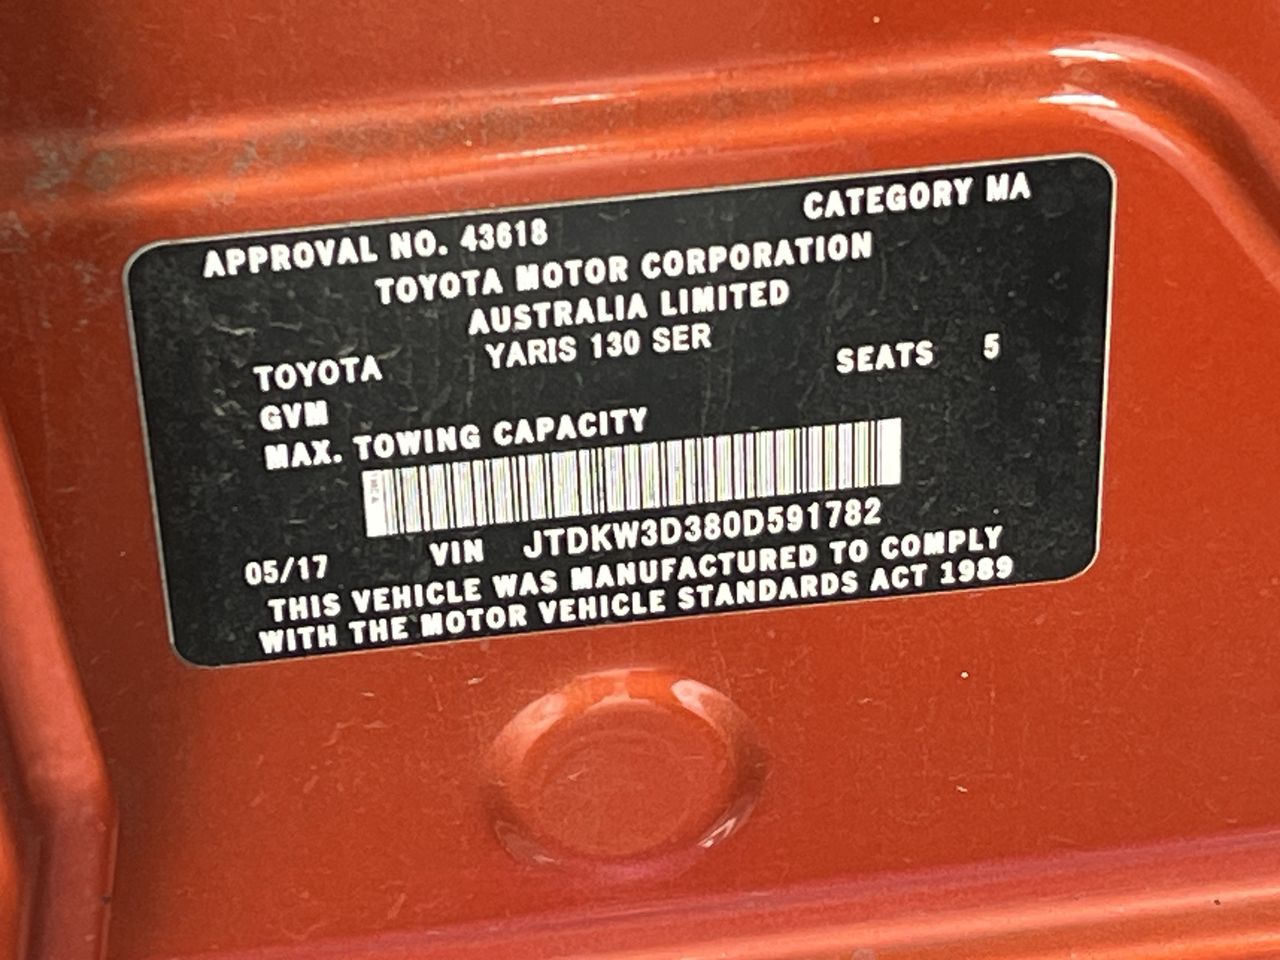 APPROVAL NO. 43618 CATEGORY MA
TOYOTA MOTOR CORPORATION
AUSTRALIA LIMITED
TOYOTA YARIS 130 SER SEATS 5
GVM
MAX. TOWING CAPACITY
05/17 VIN JTDKW3D380D591782
THIS VEHICLE WAS MANUFACTURED TO COMPLY
WITH THE MOTOR VEHICLE STANDARDS ACT 1989